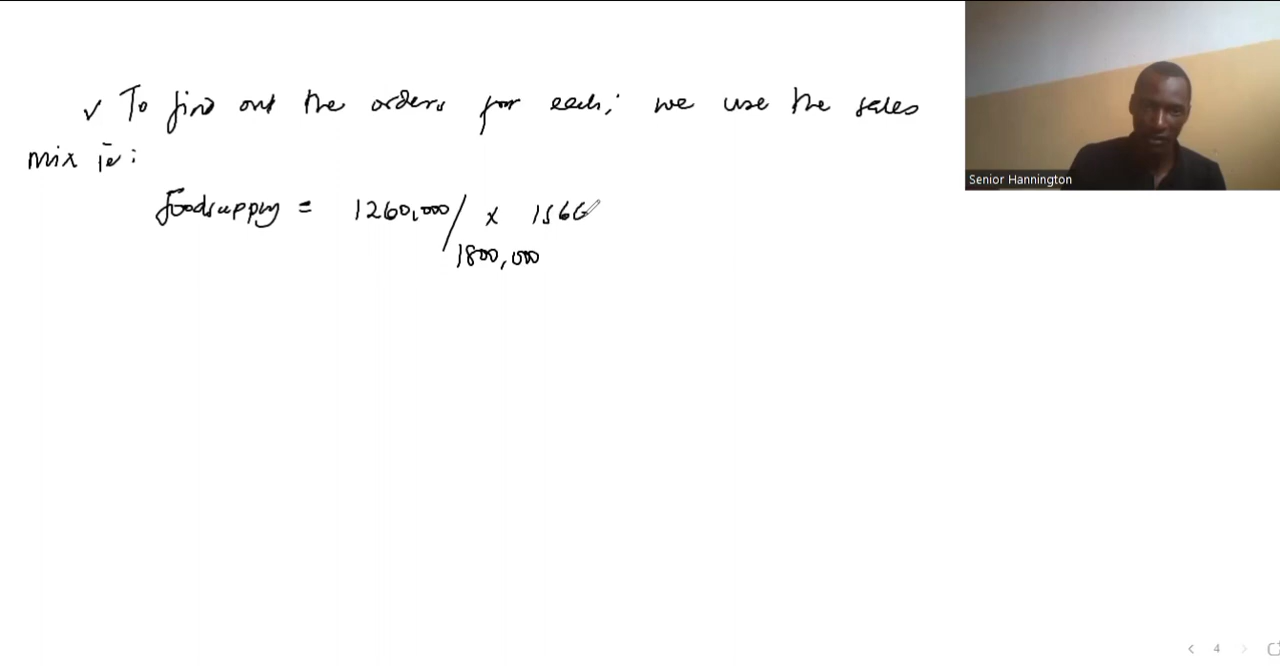 ✓ To find out the orders for each; we use the sales
mix ie:
Foodsupply = 1260,000/ x 1566
1800,000
Senior Hannington
4